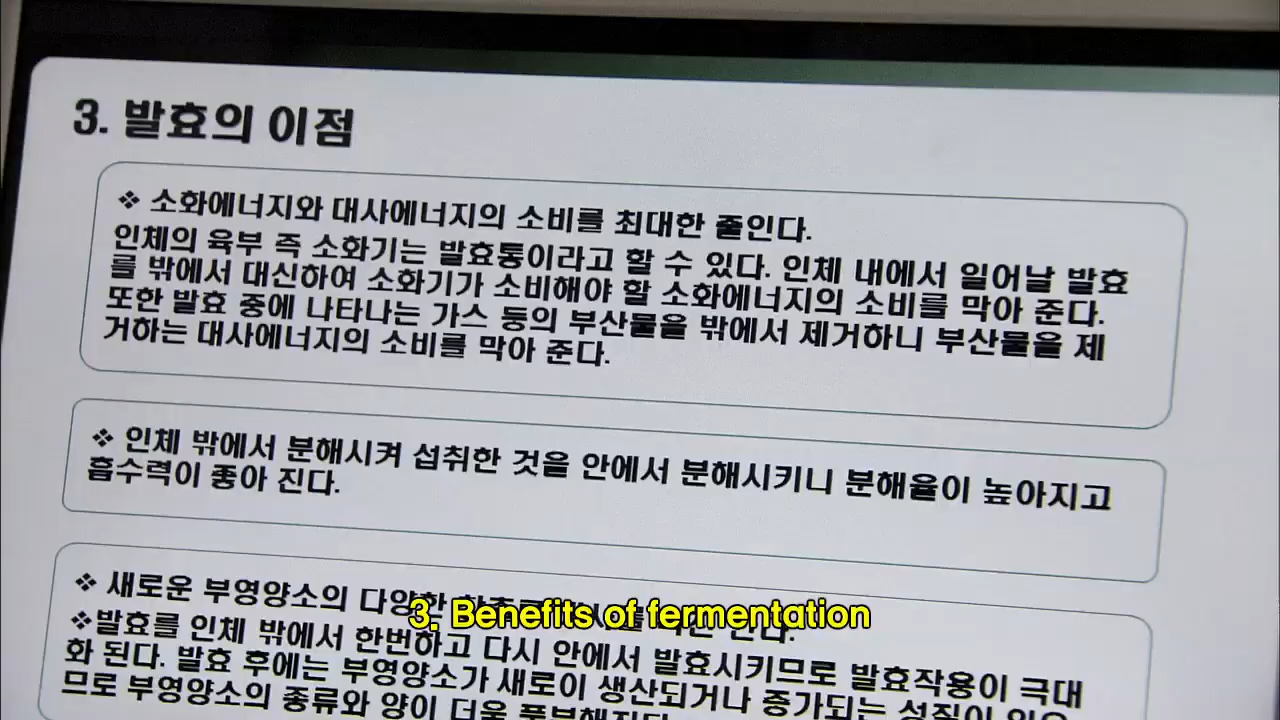 3. 발효의 이점
❖ 소화에너지와 대사에너지의 소비를 최대한 줄인다.
인체의 육부 즉 소화기는 발효통이라고 할 수 있다. 인체 내에서 일어날 발효
를 밖에서 대신하여 소화기가 소비해야 할 소화에너지의 소비를 막아 준다.
또한 발효 중에 나타나는 가스 등의 부산물을 밖에서 제거하니 부산물을 제
거하는 대사에너지의 소비를 막아 준다.
❖ 인체 밖에서 분해시켜 섭취한 것을 안에서 분해시키니 분해율이 높아지고
흡수력이 좋아 진다.
❖ 새로운 부영양소의 다양한
3. Benefits of fermentation
❖발효를 인체 밖에서 한번하고 다시 안에서 발효시키므로 발효작용이 극대
화 된다. 발효 후에는 부영양소가 새로이 생산되거나 증가되는 성질이
므로 부영양소의 종류와 양이 더욱